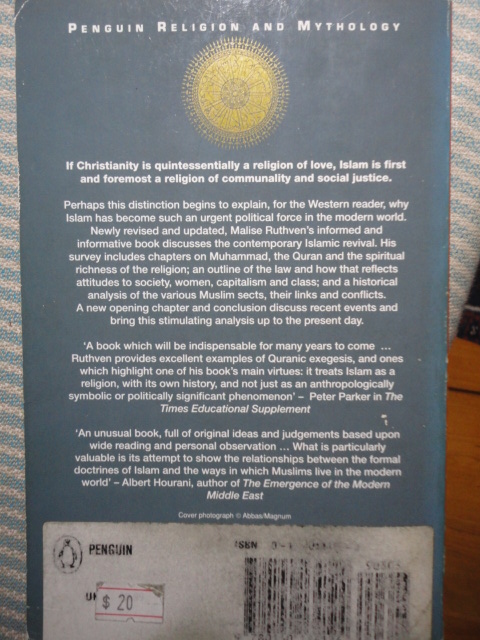 PENGUIN RELIGION AND MYTHOLOGY
If Christianity is quintessentially a religion of love, Islam is first
and foremost a religion of communality and social justice.
Perhaps this distinction begins to explain, for the Western reader, why
Islam has become such an urgent political force in the modern world.
Newly revised and updated, Malise Ruthven's informed and
informative book discusses the contemporary Islamic revival. His
survey includes chapters on Muhammad, the Quran and the spiritual
richness of the religion; an outline of the law and how that reflects
attitudes to society, women, capitalism and class; and a historical
analysis of the various Muslim sects, their links and conflicts.
A new opening chapter and conclusion discuss recent events and
bring this stimulating analysis up to the present day.
'A book which will be indispensable for many years to come ...
Ruthven provides excellent examples of Quranic exegesis, and ones
which highlight one of his book's main virtues: it treats Islam as a
religion, with its own history, and not just as an anthropologically
symbolic or politically significant phenomenon' – Peter Parker in The
Times Educational Supplement
'An unusual book, full of original ideas and judgements based upon
wide reading and personal observation ... What is particularly
valuable is its attempt to show the relationships between the formal
doctrines of Islam and the ways in which Muslims live in the modern
world' – Albert Hourani, author of The Emergence of the Modern
Middle East
Cover photograph © Abbas/Magnum
PENGUIN
ISBN
$ 20